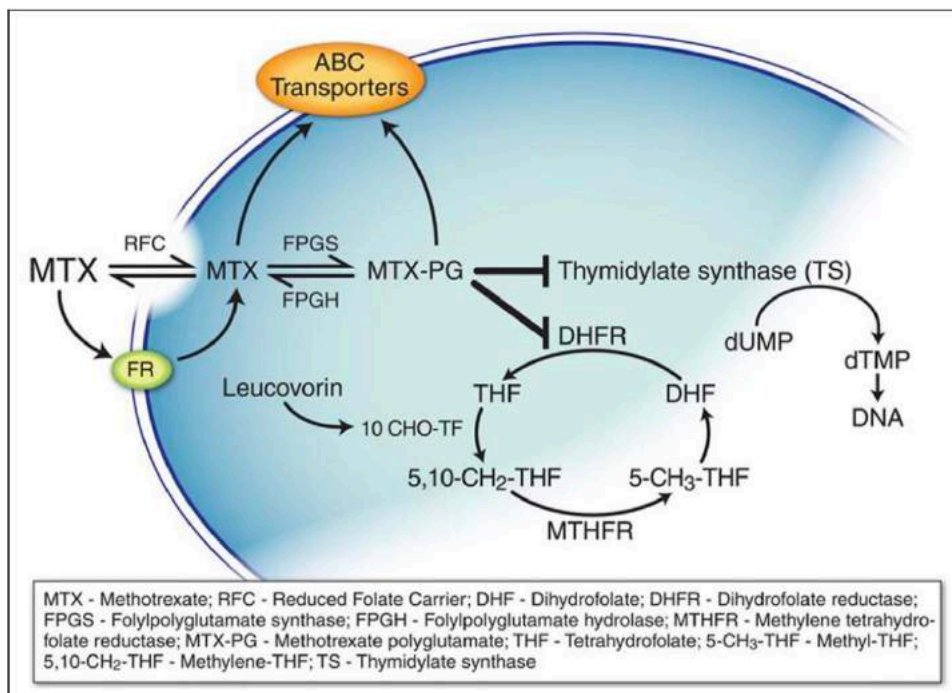 ABC
Transporters
RFC
FPGS
MTX
MTX
MTX-PG
Thymidylate synthase (TS)
FPGH
DHFR
dUMP
FR
dTMP
Leucovorin
THF
DHF
10 CHO-TF
DNA
5,10-CH2-THF
5-CH3-THF
MTHFR
MTX - Methotrexate; RFC - Reduced Folate Carrier; DHF - Dihydrofolate; DHFR - Dihydrofolate reductase;
FPGS - Folylpolyglutamate synthase; FPGH - Folylpolyglutamate hydrolase; MTHFR - Methylene tetrahydro-
folate reductase; MTX-PG - Methotrexate polyglutamate; THF - Tetrahydrofolate; 5-CH3-THF - Methyl-THF;
5,10-CH2-THF - Methylene-THF; TS - Thymidylate synthase